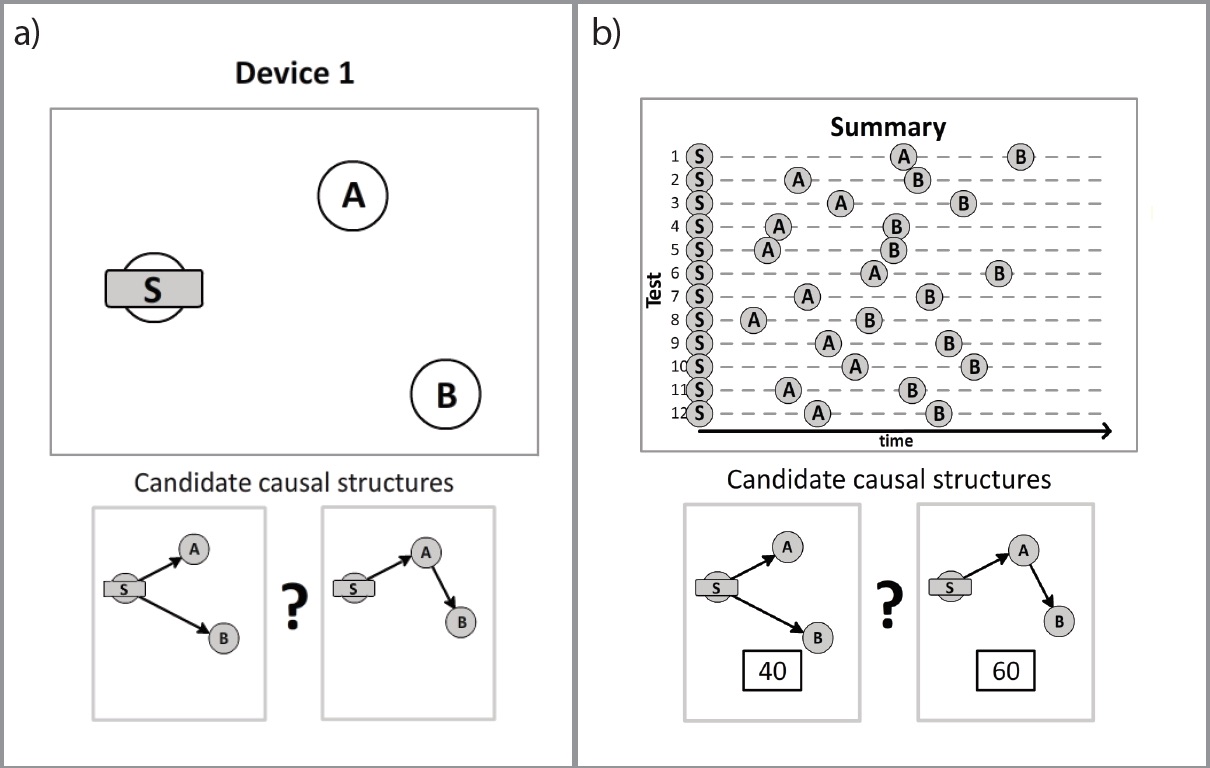 a)
Device 1
A
S
B
Candidate causal structures
A
S
B
?
A
S
B
b)
Summary
Test
1 S A B
2 S A B
3 S A B
4 S A B
5 S A B
6 S A B
7 S A B
8 S A B
9 S A B
10 S A B
11 S A B
12 S A B
time
Candidate causal structures
A
S
B
40
?
A
S
B
60